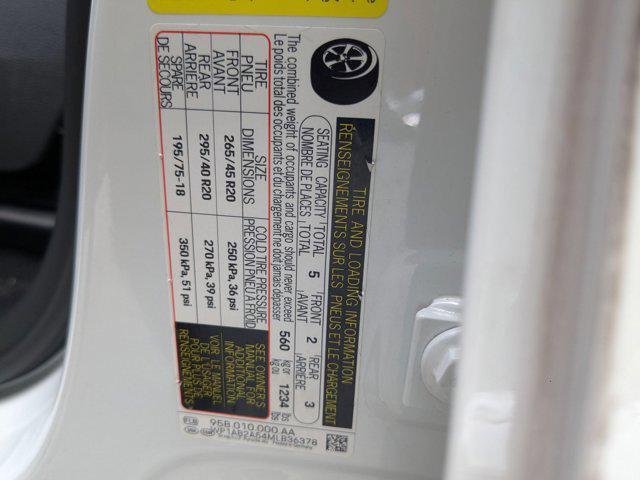 TIRE AND LOADING INFORMATION
RENSEIGNEMENTS SUR LES PNEUS ET LE CHARGEMENT
SEATING CAPACITY TOTAL 5 FRONT 2 REAR 3
NOMBRE DE PLACES TOTAL AVANT ARRIÈRE
The combined weight of occupants and cargo should never exceed 560 kg or 1234 lbs
Le poids total des occupants et du chargement ne doit jamais dépasser kg ou lbs
TIRE SIZE COLD TIRE PRESSURE SEE OWNER'S
PNEU DIMENSIONS PRESSION PNEU À FROID MANUAL FOR
ADDITIONAL
INFORMATION
FRONT 265/45 R20 250 kPa, 36 psi
AVANT
REAR 295/40 R20 270 kPa, 39 psi
ARRIÈRE
SPARE 195/75-18 350 kPa, 51 psi
DE SECOURS
VOIR LE MANUEL
DE L'USAGER
POUR PLUS DE
RENSEIGNEMENTS
FLB 95B 010 000 AA
WP1AB2A54MLB36378